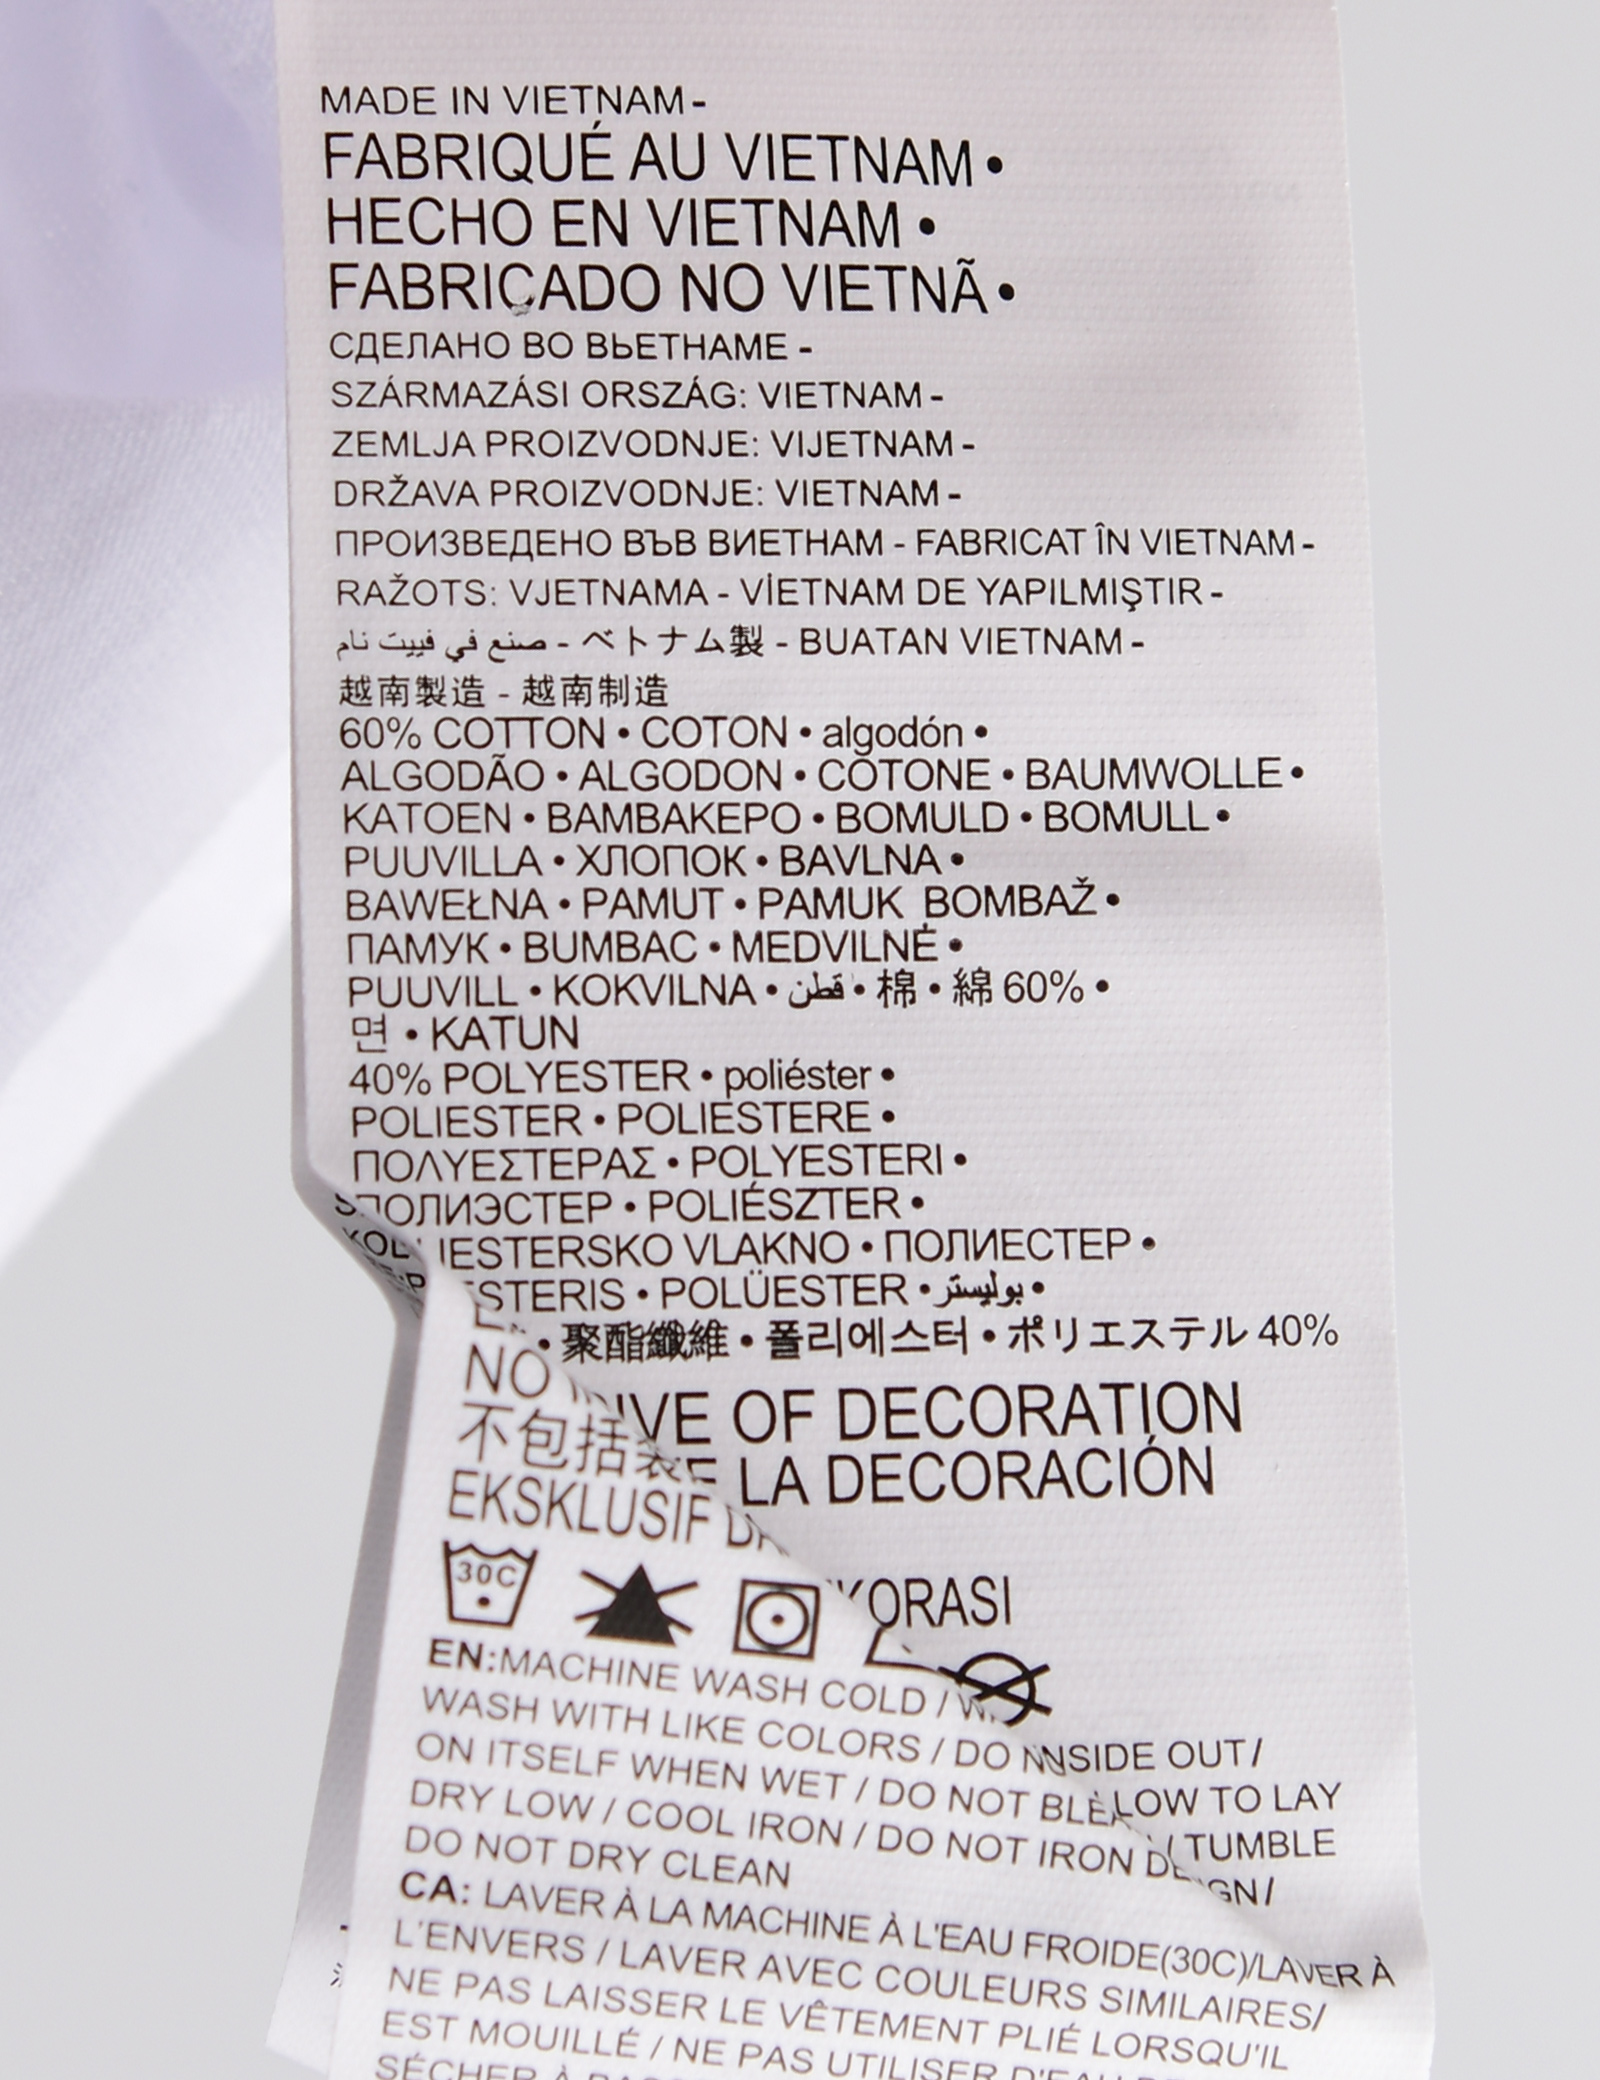 MADE IN VIETNAM-
FABRIQUÉ AU VIETNAM •
HECHO EN VIETNAM •
FABRICADO NO VIETNÃ •
СДЕЛАНО ВО ВЬЕТНАМЕ -
SZÁRMAZÁSI ORSZÁG: VIETNAM -
ZEMLJA PROIZVODNJE: VIJETNAM -
DRŽAVA PROIZVODNJE: VIETNAM -
ПРОИЗВЕДЕНО ВЪВ ВИЕТНАМ - FABRICAT ÎN VIETNAM -
RAŽOTS: VJETNAMA - VİETNAM DE YAPILMIŞTIR -
صنع في فييت نام - ベトナム製 - BUATAN VIETNAM -
越南製造 - 越南制造
60% COTTON • COTON • algodón •
ALGODÃO • ALGODON • COTONE • BAUMWOLLE •
KATOEN • ΒΑΜΒΑΚΕΡΟ • BOMULD • BOMULL •
PUUVILLA • ХЛОПОК • BAVLNA •
BAWEŁNA • PAMUT • PAMUK BOMBAŽ •
ПАМУК • BUMBAC • MEDVILNĖ •
PUUVILL • KOKVILNA • قطن • 棉 • 綿 60% •
면 • KATUN
40% POLYESTER • poliéster •
POLIESTER • POLIESTERE •
ΠΟΛΥΕΣΤΕΡΑΣ • POLYESTERI •
ПОЛИЭСТЕР • POLIÉSZTER •
VLAKNO • ПОЛИЕСТЕР •
POLÜESTER • بوليستر •
• 聚酯纖維 • 폴리에스터 • ポリエステル 40%
OF DECORATION
LA DECORACIÓN
不包括
EKSKLUSIF
30C
EN:MACHINE WASH COLD / INSIDE OUT/
WASH WITH LIKE COLORS / DO TO LAY
ON ITSELF WHEN WET / DO NOT TUMBLE
DRY LOW / COOL IRON / DO NOT IRON
DO NOT DRY CLEAN
CA: LAVER À LA MACHINE À L'EAU FROIDE(30C)/LAVER À
L'ENVERS / LAVER AVEC COULEURS SIMILAIRES/
NE PAS LAISSER LE VÊTEMENT PLIÉ LORSQU'IL
EST MOUILLÉ / NE PAS UTILISER
SÉCHER À